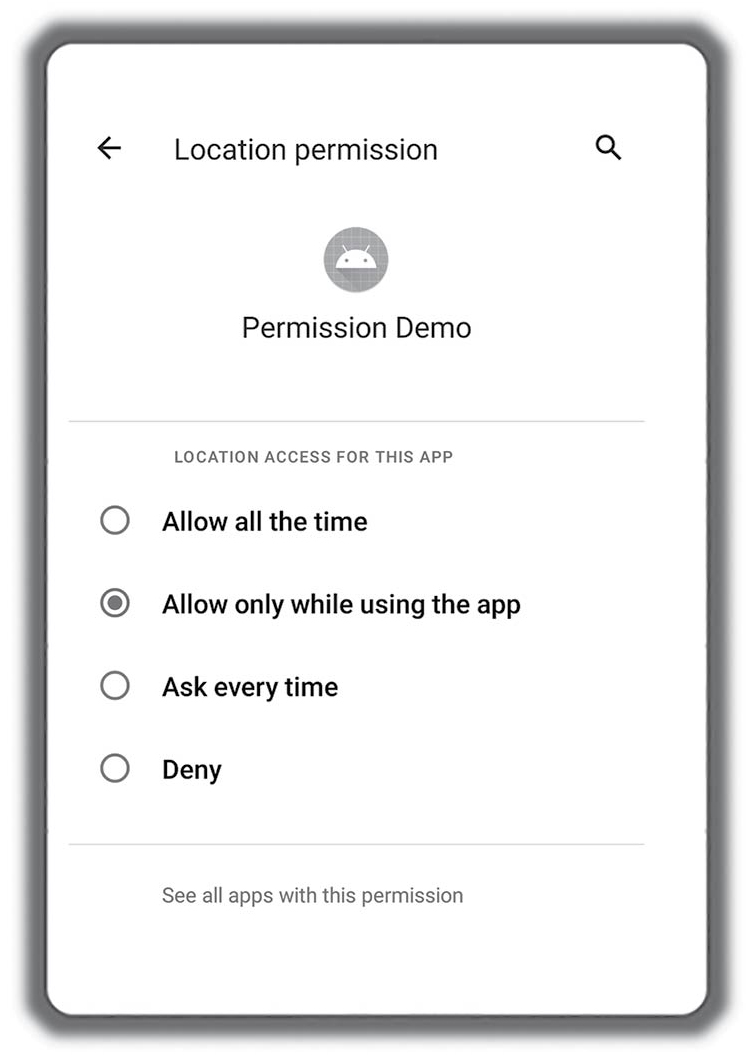 Location permission
Permission Demo
LOCATION ACCESS FOR THIS APP
Allow all the time
Allow only while using the app
Ask every time
Deny
See all apps with this permission